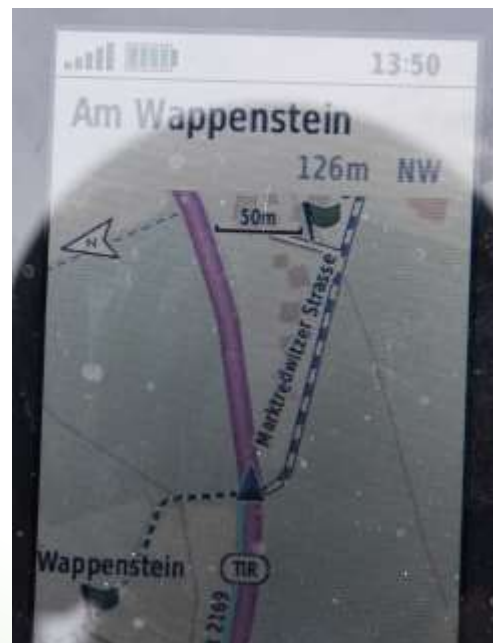 13:50
Am Wappenstein
126m NW
50m
N
Marktredwitzer Strasse
Wappenstein
TIR
2169